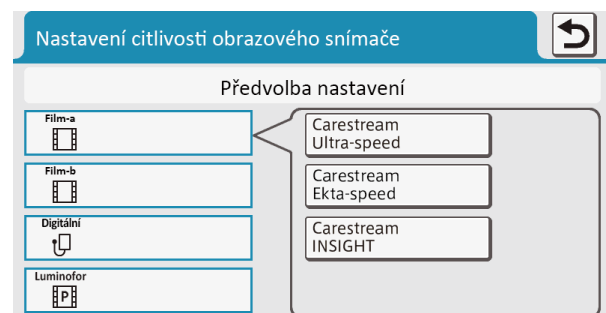 Nastavení citlivosti obrazového snímače
Předvolba nastavení
Film-a
Film-b
Digitální
Luminofor
P
Carestream
Ultra-speed
Carestream
Ekta-speed
Carestream
INSIGHT